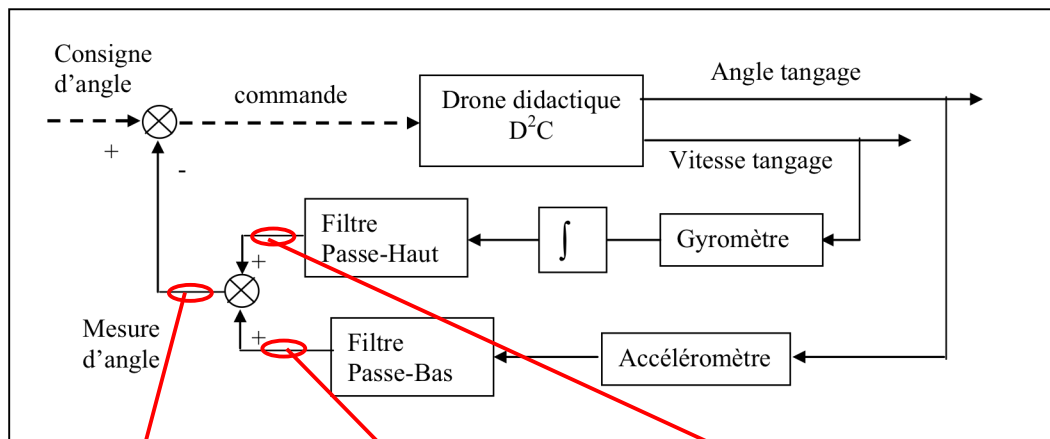 Consigne
d'angle
commande
+
-
Drone didactique
D²C
Angle tangage
Vitesse tangage
Filtre
Passe-Haut
∫
Gyromètre
+
+
Mesure
d'angle
Filtre
Passe-Bas
Accéléromètre